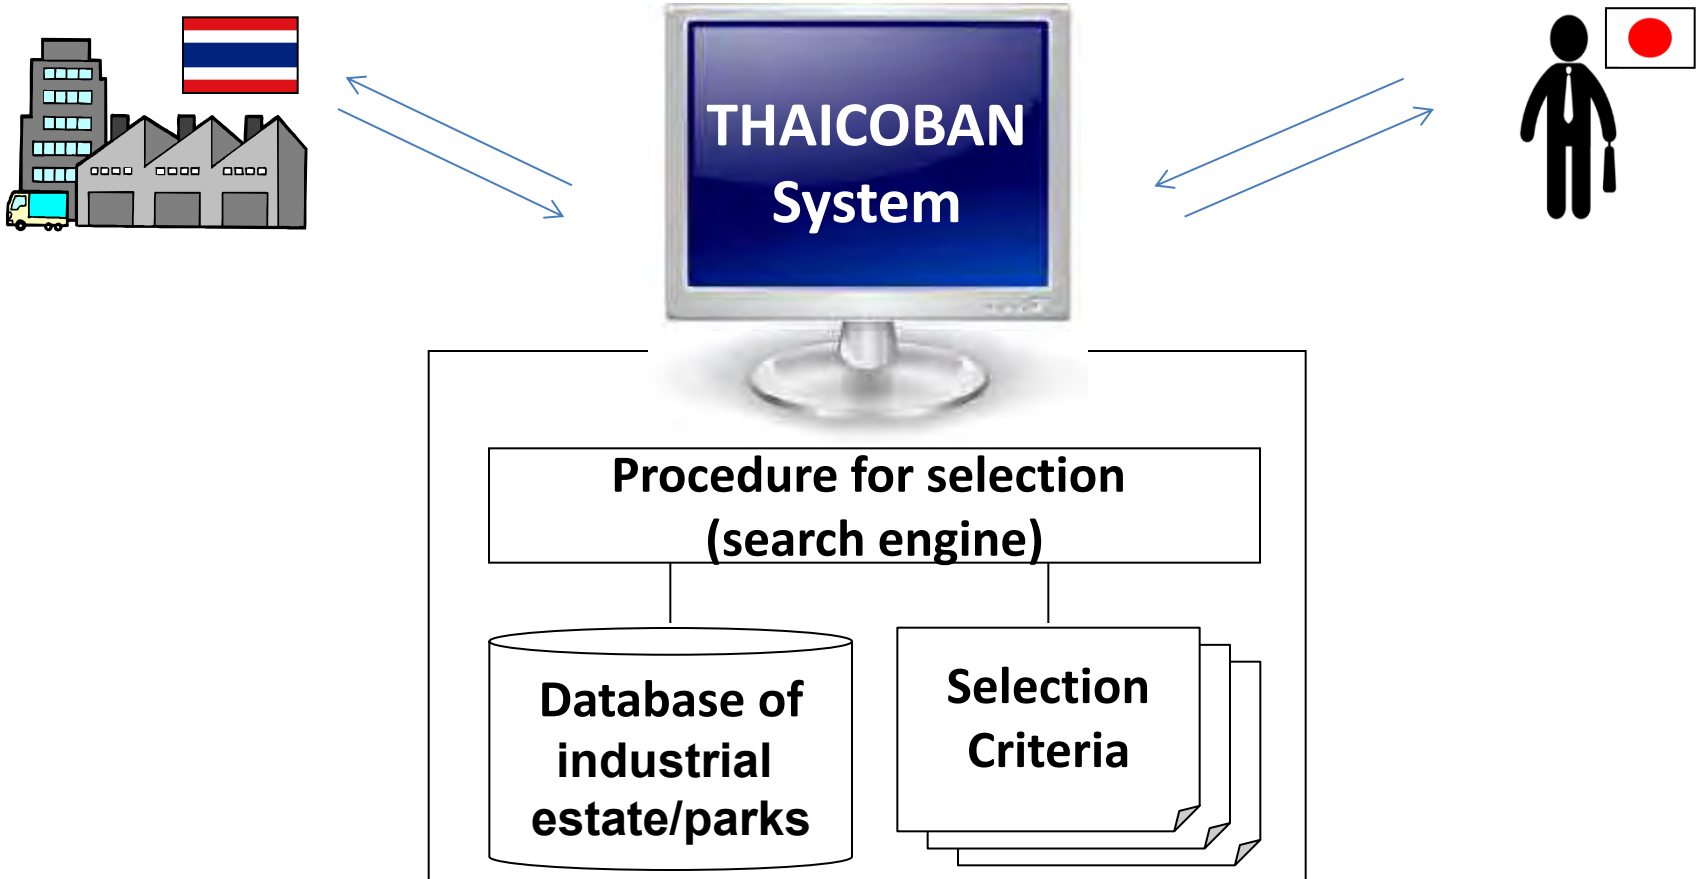 THAICOBAN
System
Procedure for selection
(search engine)
Database of
industrial
estate/parks
Selection
Criteria